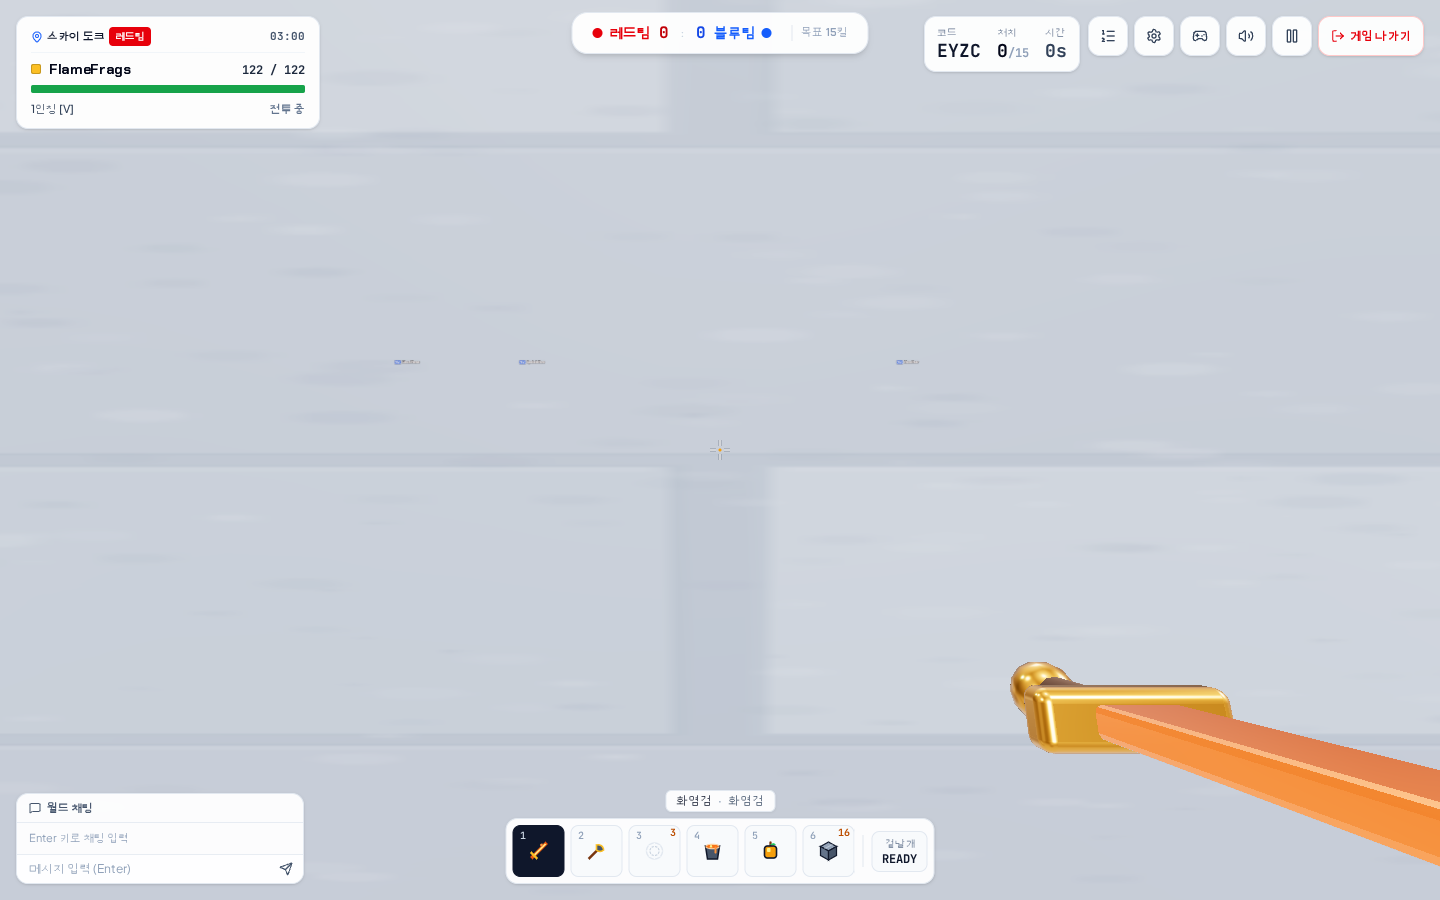 스카이 도크 레드팀 03:00
FlameFrags 122 / 122
1인칭 [V] 전투 중
레드팀 0 : 0 블루팀 목표 15킬
코드 처치 시간
EYZC 0/15 0s
게임 나가기
월드 채팅
Enter 키로 채팅 입력
메시지 입력 (Enter)
화염검 · 화염검
1 2 3 3 4 5 6 16
겉날개
READY